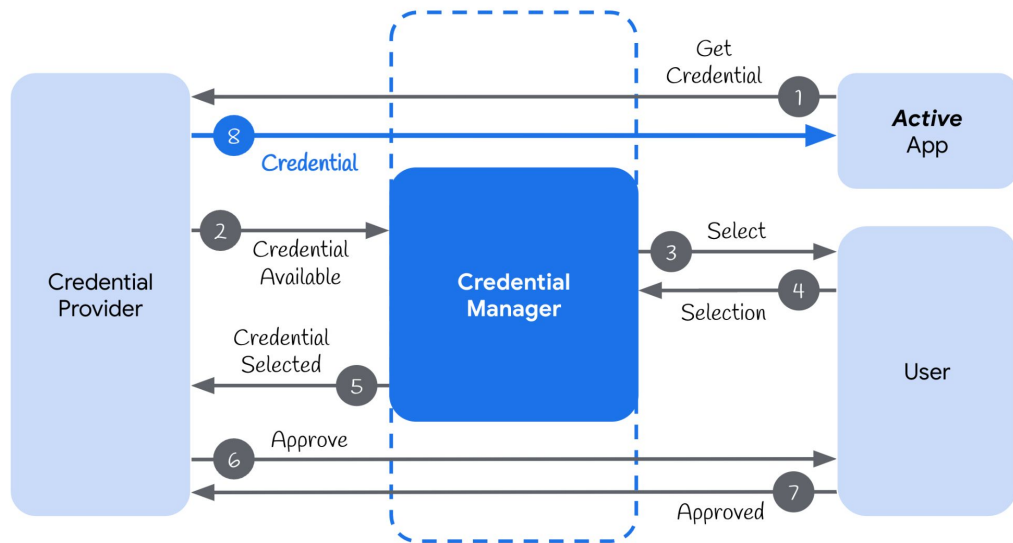 Get
Credential
1
Active
App
8
Credential
2
Credential
Available
Credential
Provider
Credential
Manager
3
Select
4
Selection
Credential
Selected
5
User
6
Approve
7
Approved